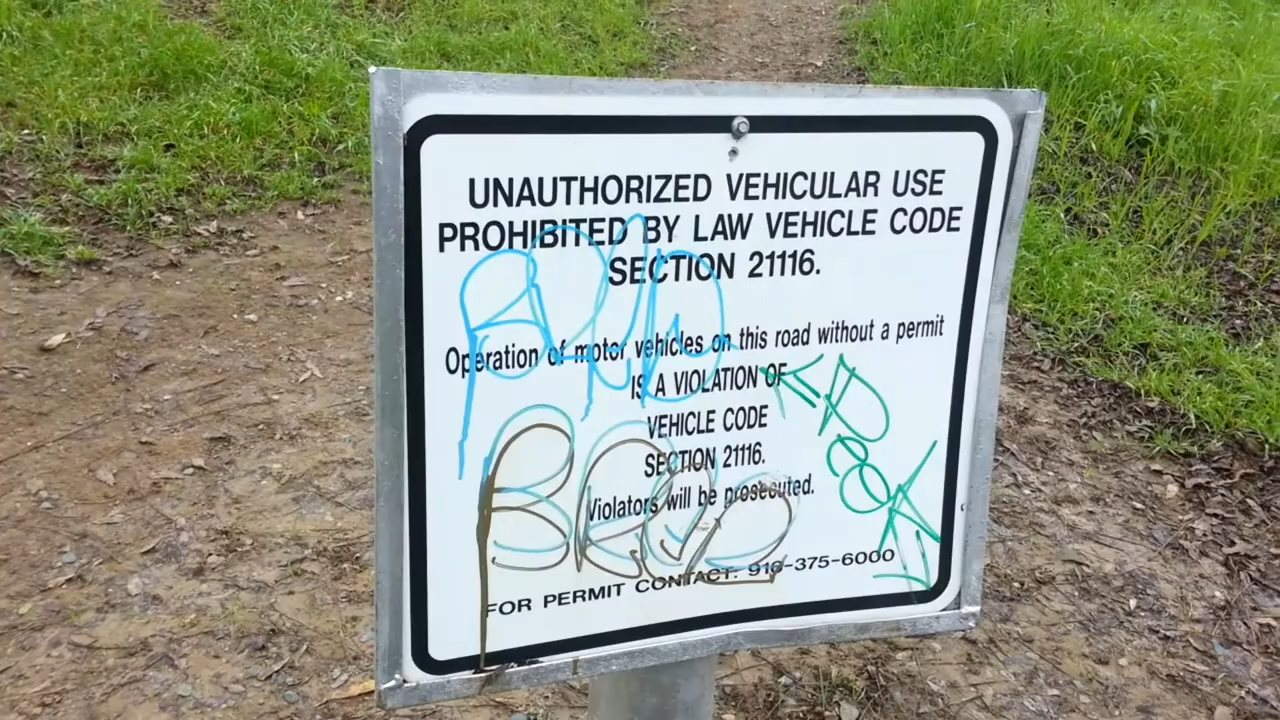 UNAUTHORIZED VEHICULAR USE
PROHIBITED BY LAW VEHICLE CODE
SECTION 21116.
Operation of motor vehicles on this road without a permit
IS A VIOLATION OF
VEHICLE CODE
SECTION 21116.
Violators will be prosecuted.
FOR PERMIT CONTACT: 916-375-6000